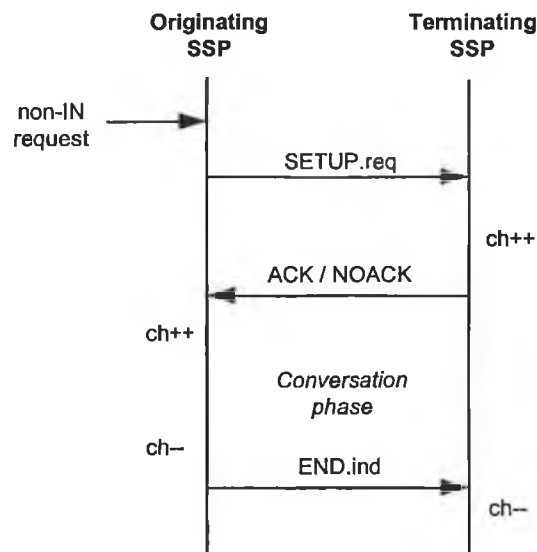 Originating
SSP
Terminating
SSP
non-IN
request
SETUP.req
ch++
ACK / NOACK
ch++
Conversation
phase
ch--
END.ind
ch--